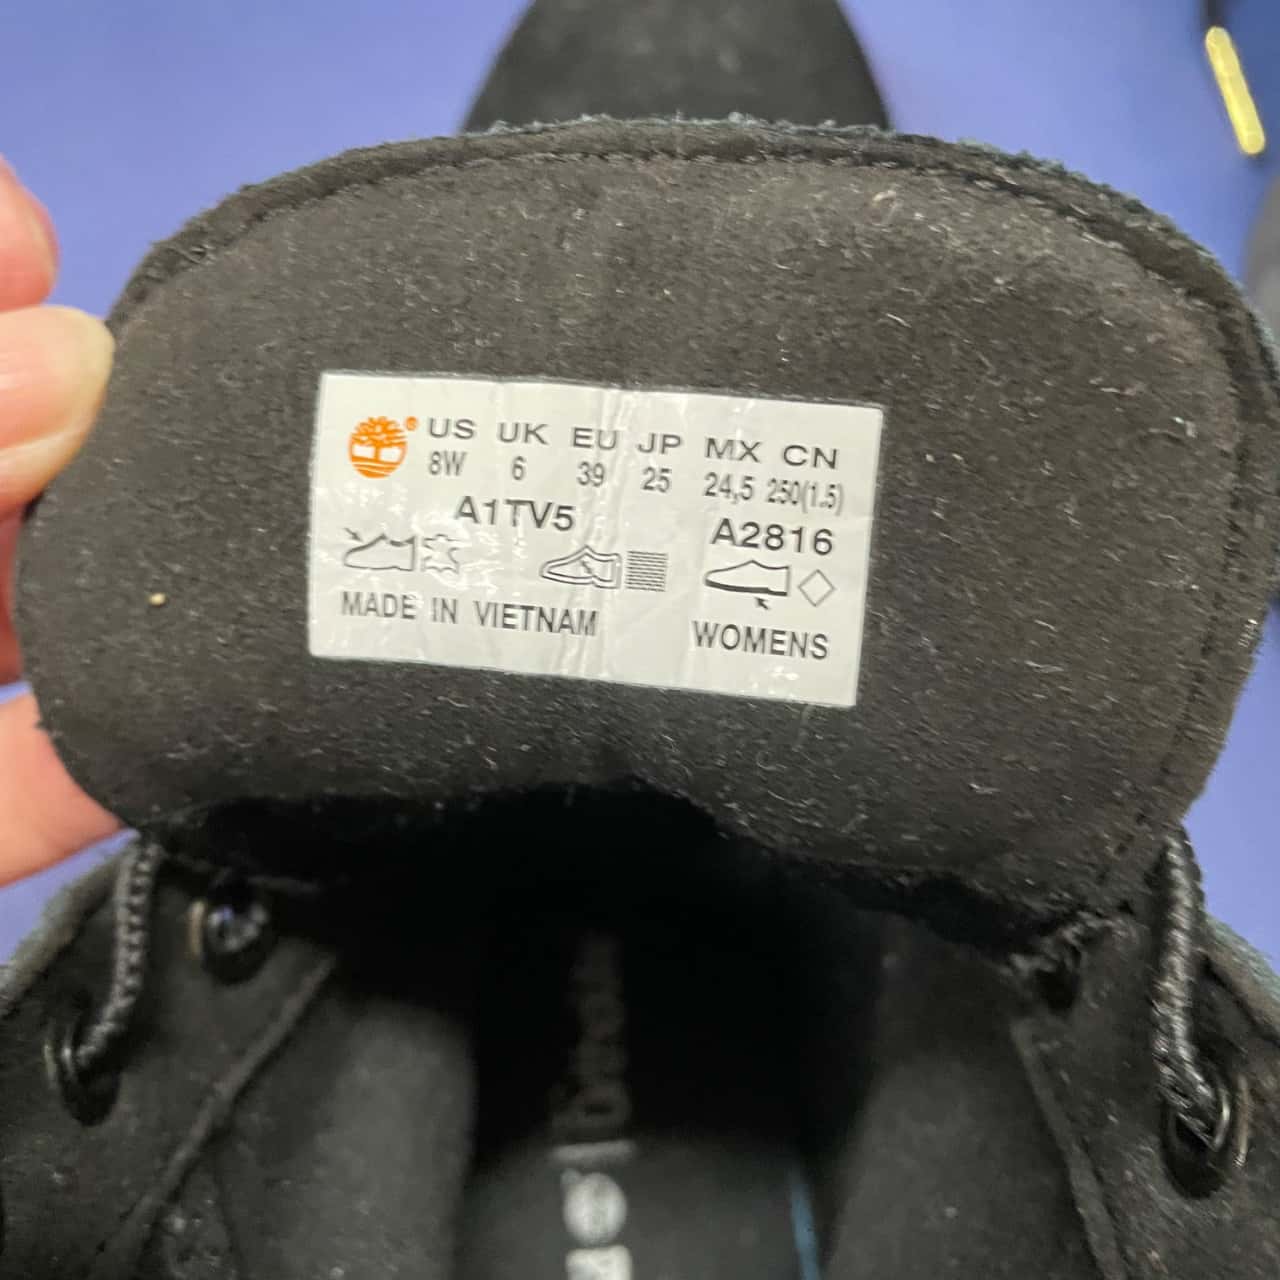 ® US UK EU JP MX CN
8W 6 39 25 24,5 250(1.5)
A1TV5 A2816
MADE IN VIETNAM WOMENS